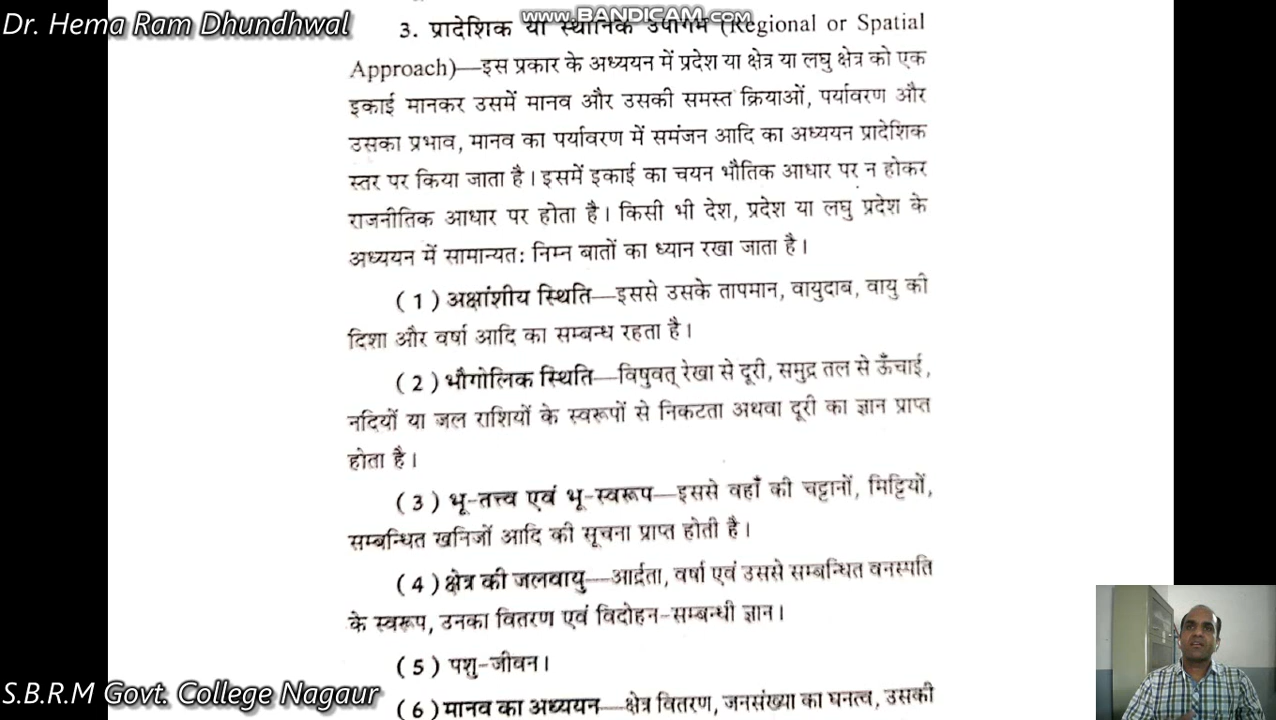 Dr. Hema Ram Dhundhwal
www.BANDICAM.com
3. प्रादेशिक या स्थानिक उपागम (Regional or Spatial
Approach)—इस प्रकार के अध्ययन में प्रदेश या क्षेत्र या लघु क्षेत्र को एक
इकाई मानकर उसमें मानव और उसकी समस्त क्रियाओं, पर्यावरण और
उसका प्रभाव, मानव का पर्यावरण में समंजन आदि का अध्ययन प्रादेशिक
स्तर पर किया जाता है। इसमें इकाई का चयन भौतिक आधार पर न होकर
राजनीतिक आधार पर होता है। किसी भी देश, प्रदेश या लघु प्रदेश के
अध्ययन में सामान्यत: निम्न बातों का ध्यान रखा जाता है।
(1) अक्षांशीय स्थिति—इससे उसके तापमान, वायुदाब, वायु की
दिशा और वर्षा आदि का सम्बन्ध रहता है।
(2) भौगोलिक स्थिति—विषुवत् रेखा से दूरी, समुद्र तल से ऊँचाई,
नदियों या जल राशियों के स्वरूपों से निकटता अथवा दूरी का ज्ञान प्राप्त
होता है।
(3) भू-तत्त्व एवं भू-स्वरूप—इससे वहाँ की चट्टानों, मिट्टियों,
सम्बन्धित खनिजों आदि की सूचना प्राप्त होती है।
(4) क्षेत्र की जलवायु—आर्द्रता, वर्षा एवं उससे सम्बन्धित वनस्पति
के स्वरूप, उनका वितरण एवं विदोहन-सम्बन्धी ज्ञान।
(5) पशु-जीवन।
(6) मानव का अध्ययन—क्षेत्र वितरण, जनसंख्या का घनत्व, उसकी
S.B.R.M Govt. College Nagaur